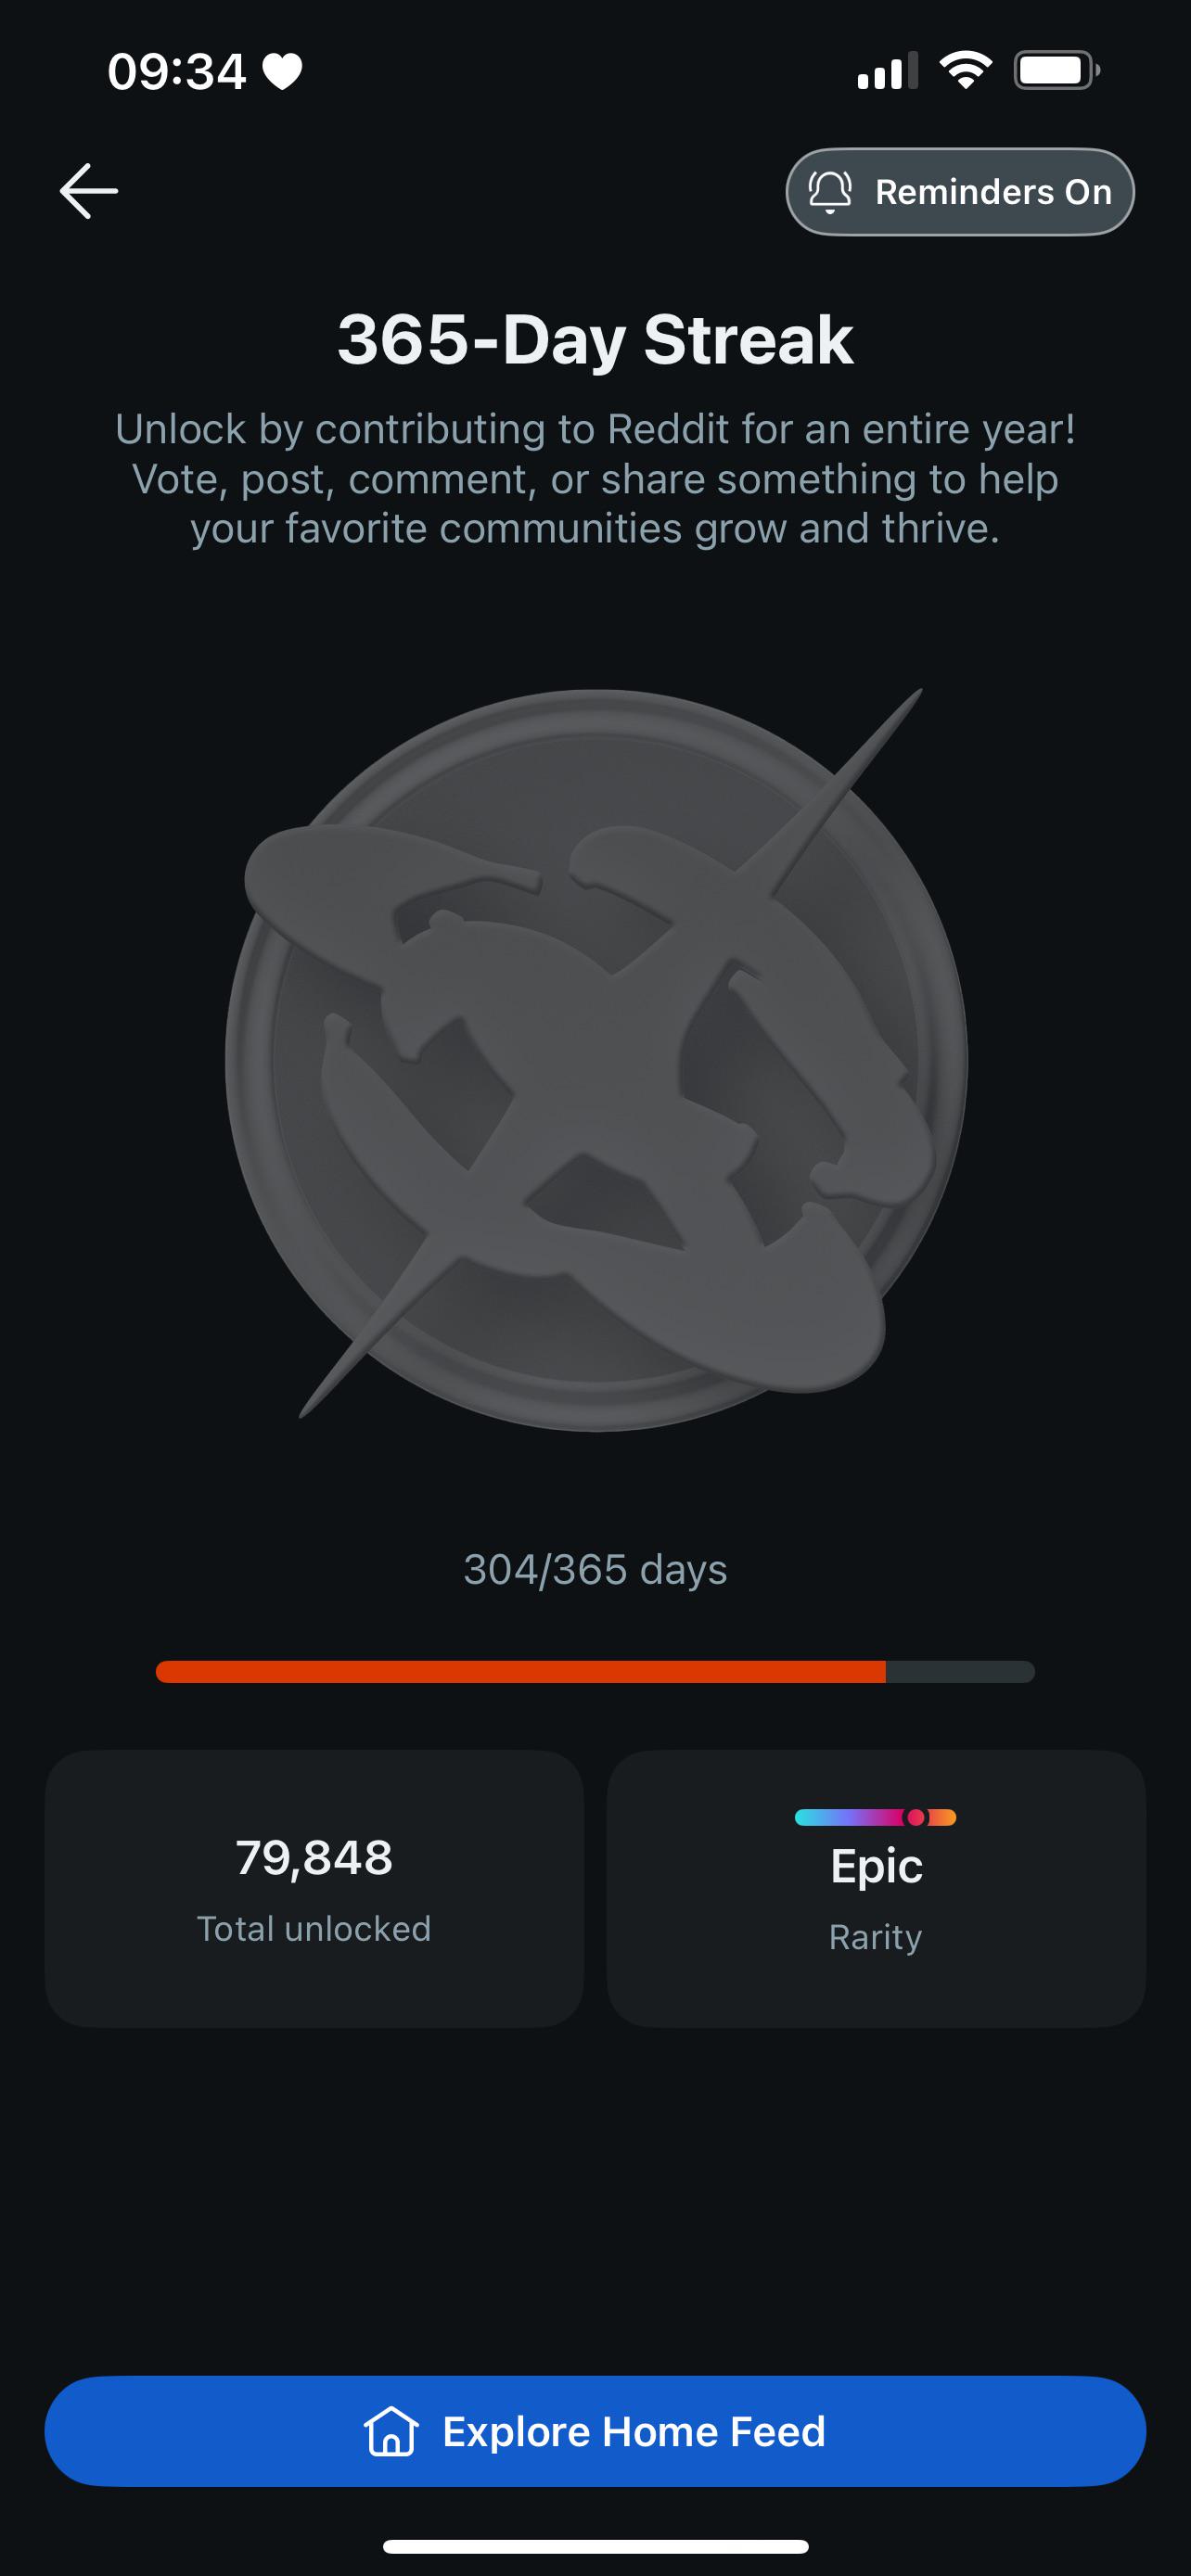 09:34
Reminders On
365-Day Streak
Unlock by contributing to Reddit for an entire year!
Vote, post, comment, or share something to help
your favorite communities grow and thrive.
304/365 days
79,848
Total unlocked
Epic
Rarity
Explore Home Feed